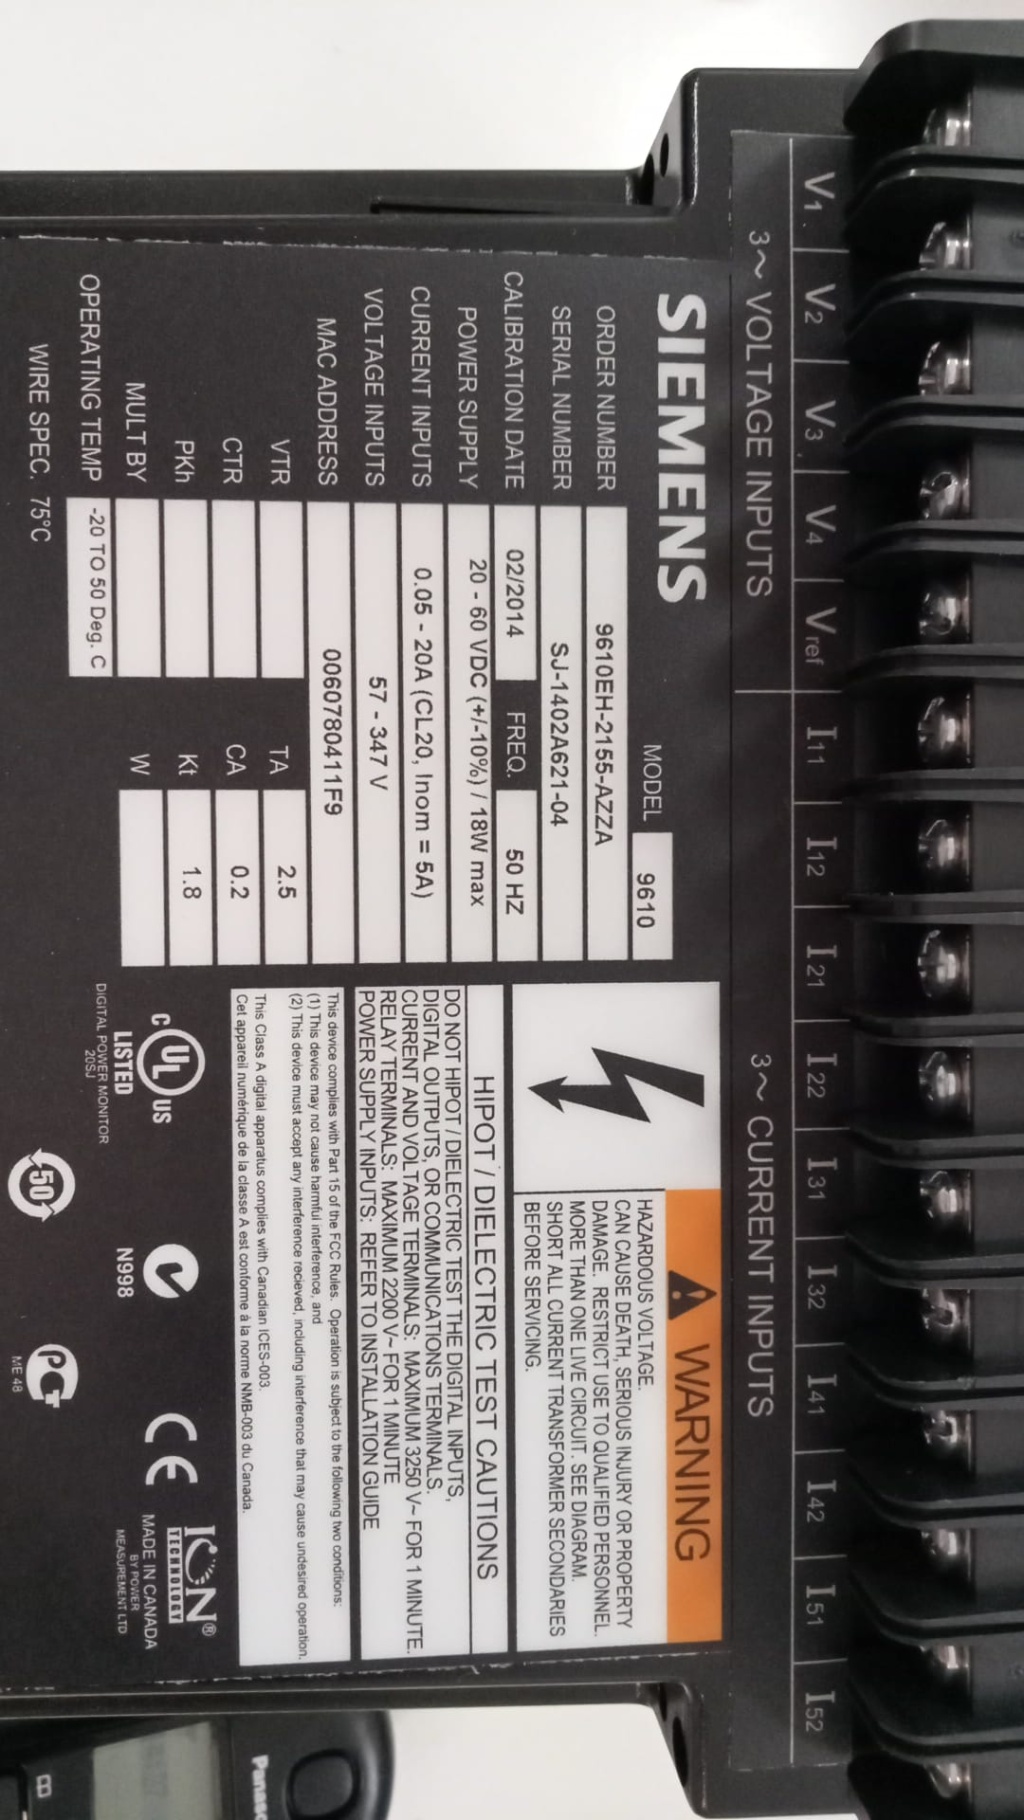 V1
V2
V3
V4
Vref
I11
I12
I21
I22
I31
I32
I41
I42
I51
I52
3~ VOLTAGE INPUTS
3~ CURRENT INPUTS
SIEMENS
MODEL 9610
ORDER NUMBER 9610EH-2155-AZZA
SERIAL NUMBER SJ-1402A621-04
CALIBRATION DATE 02/2014 FREQ. 50 HZ
POWER SUPPLY 20 - 60 VDC (+/-10%) / 18W max
CURRENT INPUTS 0.05 - 20A (CL20, Inom = 5A)
VOLTAGE INPUTS 57 - 347 V
MAC ADDRESS 0060780411F9
VTR TA 2.5
CTR CA 0.2
PKh Kt 1.8
MULT BY W
OPERATING TEMP -20 TO 50 Deg. C
WIRE SPEC. 75°C
WARNING
HAZARDOUS VOLTAGE.
CAN CAUSE DEATH, SERIOUS INJURY OR PROPERTY
DAMAGE. RESTRICT USE TO QUALIFIED PERSONNEL.
MORE THAN ONE LIVE CIRCUIT. SEE DIAGRAM.
SHORT ALL CURRENT TRANSFORMER SECONDARIES
BEFORE SERVICING.
HIPOT / DIELECTRIC TEST CAUTIONS
DO NOT HIPOT / DIELECTRIC TEST THE DIGITAL INPUTS,
DIGITAL OUTPUTS, OR COMMUNICATIONS TERMINALS.
CURRENT AND VOLTAGE TERMINALS: MAXIMUM 3250 V~ FOR 1 MINUTE.
RELAY TERMINALS: MAXIMUM 2200 V~ FOR 1 MINUTE
POWER SUPPLY INPUTS: REFER TO INSTALLATION GUIDE
This device complies with Part 15 of the FCC Rules. Operation is subject to the following two conditions:
(1) This device may not cause harmful interference, and
(2) This device must accept any interference recieved, including interference that may cause undesired operation.
This Class A digital apparatus complies with Canadian ICES-003.
Cet appareil numérique de la classe A est conforme à la norme NMB-003 du Canada.
C UL US
LISTED
DIGITAL POWER MONITOR
20SJ
50
N998
PCT
ME 48
CE
ION®
TECHNOLOGY
MADE IN CANADA
BY POWER
MEASUREMENT LTD
Panaso